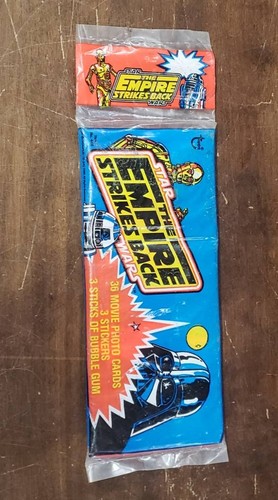 STAR
THE
EMPIRE
STRIKES BACK
WARS
STAR
THE
EMPIRE
STRIKES BACK
WARS
36 MOVIE PHOTO CARDS
3 STICKERS
3 STICKS OF BUBBLE GUM